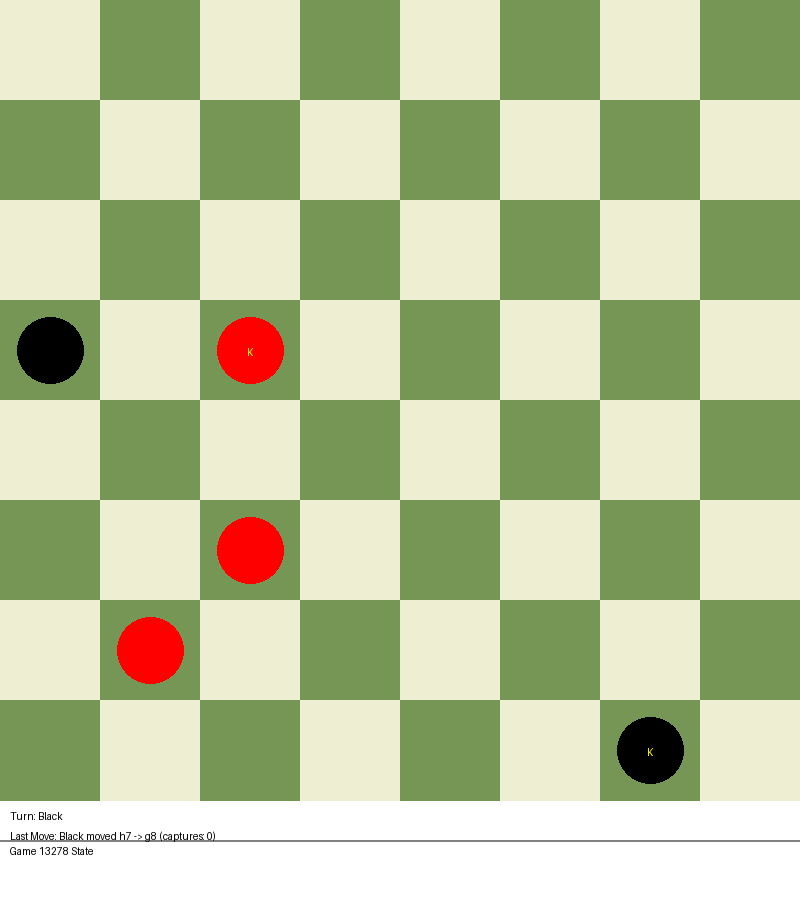 K
K
Turn: Black
Last Move: Black moved h7 -> g8 (captures: 0)
Game 13278 State